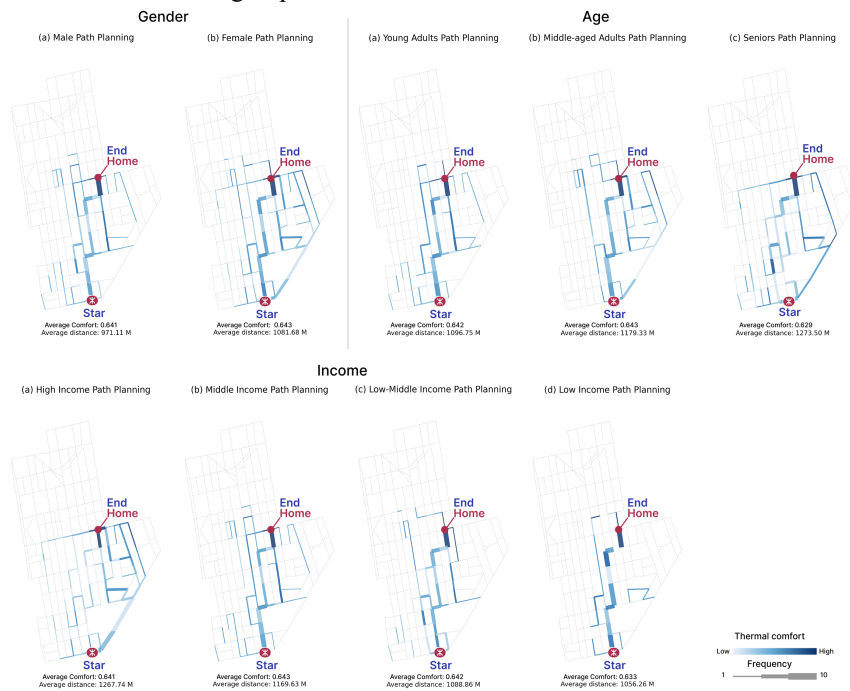 Gender
Age
(a) Male Path Planning
(b) Female Path Planning
(a) Young Adults Path Planning
(b) Middle-aged Adults Path Planning
(c) Seniors Path Planning
End
Home
Star
Average Comfort: 0.641
Average distance: 971.11 M
End
Home
Star
Average Comfort: 0.643
Average distance: 1081.68 M
End
Home
Star
Average Comfort: 0.642
Average distance: 1096.75 M
End
Home
Star
Average Comfort: 0.643
Average distance: 1179.33 M
End
Home
Star
Average Comfort: 0.629
Average distance: 1273.50 M
Income
(a) High Income Path Planning
(b) Middle Income Path Planning
(c) Low-Middle Income Path Planning
(d) Low Income Path Planning
End
Home
Star
Average Comfort: 0.641
Average distance: 1267.74 M
End
Home
Star
Average Comfort: 0.643
Average distance: 1169.63 M
End
Home
Star
Average Comfort: 0.642
Average distance: 1088.86 M
End
Home
Star
Average Comfort: 0.633
Average distance: 1056.26 M
Thermal comfort
Low
High
Frequency
1
10